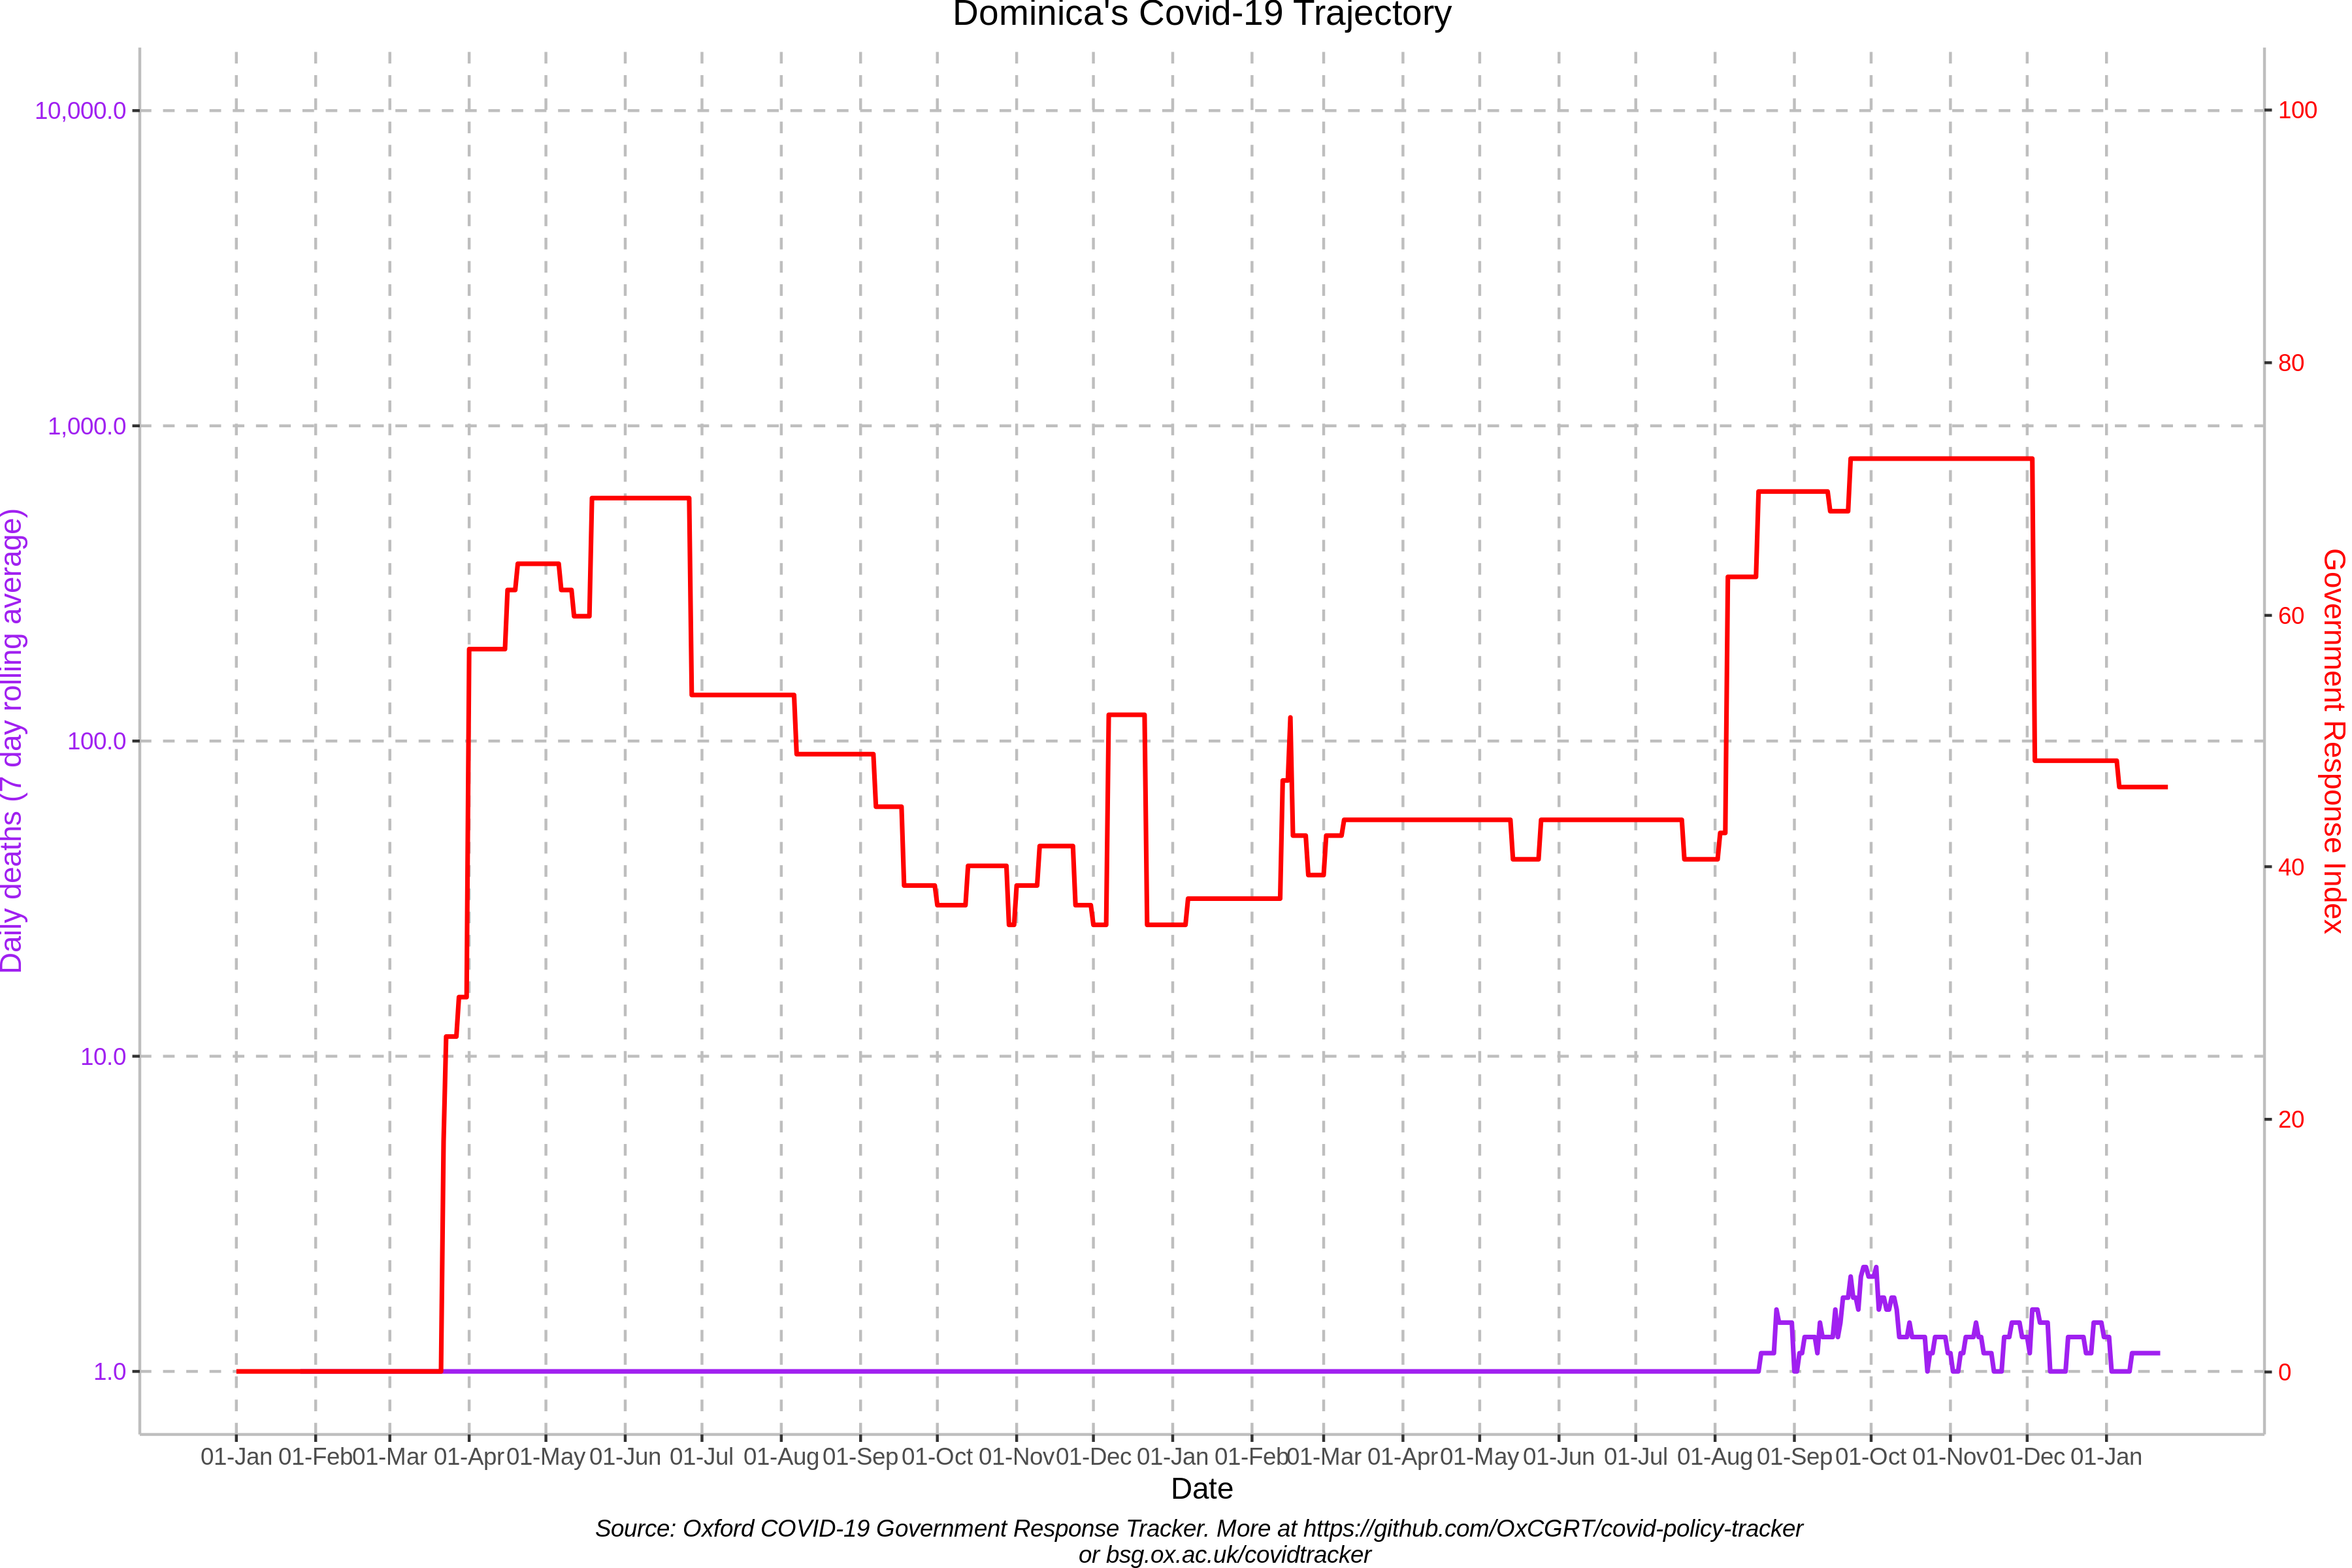 Dominica's Covid-19 Trajectory
10,000.0
1,000.0
100.0
10.0
1.0
Daily deaths (7 day rolling average)
100
80
60
40
20
0
Government Response Index
01-Jan 01-Feb 01-Mar 01-Apr 01-May 01-Jun 01-Jul 01-Aug 01-Sep 01-Oct 01-Nov 01-Dec 01-Jan 01-Feb 01-Mar 01-Apr 01-May 01-Jun 01-Jul 01-Aug 01-Sep 01-Oct 01-Nov 01-Dec 01-Jan
Date
Source: Oxford COVID-19 Government Response Tracker. More at https://github.com/OxCGRT/covid-policy-tracker
or bsg.ox.ac.uk/covidtracker